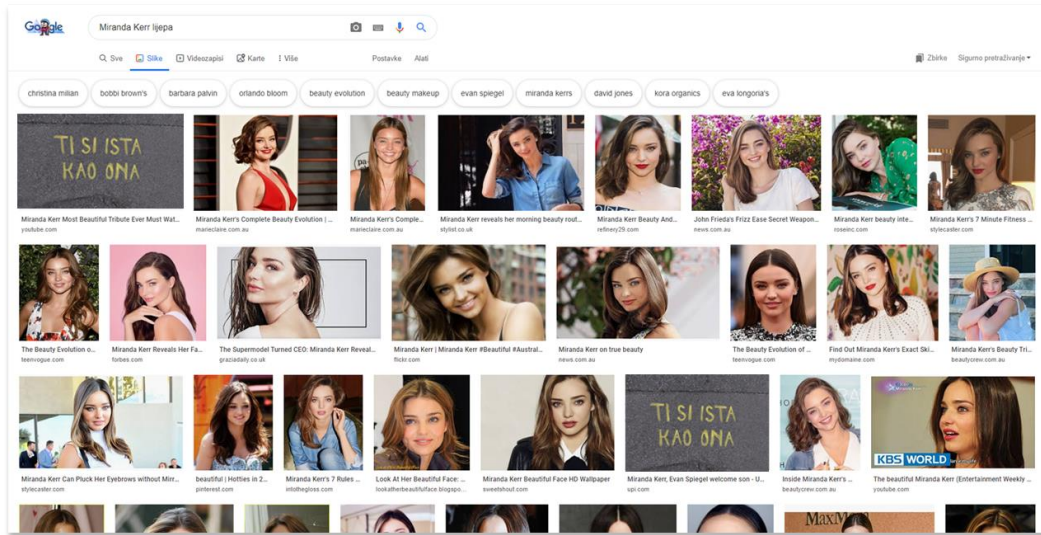 Google
Miranda Kerr lijepa
Sve Slike Videozapisi Karte Više Postavke Alati Zbirke Sigurno pretraživanje
christina milian bobbi brown's barbara palvin orlando bloom beauty evolution beauty makeup evan spiegel miranda kerrs david jones kora organics eva longoria's
TI SI ISTA
KAO ONA
Miranda Kerr Most Beautiful Tribute Ever Must Wat... Miranda Kerr's Complete Beauty Evolution | ... Miranda Kerr's Comple... Miranda Kerr reveals her morning beauty rout... Miranda Kerr Beauty And... John Frieda's Frizz Ease Secret Weapon... Miranda Kerr beauty inte... Miranda Kerr's 7 Minute Fitness ...
youtube.com marieclaire.com.au marieclaire.com.au stylist.co.uk refinery29.com news.com.au roseinc.com stylecaster.com
The Beauty Evolution o... Miranda Kerr Reveals Her Fa... The Supermodel Turned CEO: Miranda Kerr Reveal... Miranda Kerr | Miranda Kerr #Beautiful #Austral... Miranda Kerr on true beauty The Beauty Evolution of ... Find Out Miranda Kerr's Exact Ski... Miranda Kerr's Beauty Tri...
teenvogue.com forbes.com graziadaily.co.uk flickr.com news.com.au teenvogue.com mydomaine.com beautycrew.com.au
TI SI ISTA
KAO ONA
KBS WORLD
Miranda Kerr Can Pluck Her Eyebrows without Mirr... beautiful | Hotties in 2... Miranda Kerr's 7 Rules ... Look At Her Beautiful Face: ... Miranda Kerr Beautiful Face HD Wallpaper Miranda Kerr, Evan Spiegel welcome son - U... Inside Miranda Kerr's ... The beautiful Miranda Kerr (Entertainment Weekly ...
stylecaster.com pinterest.com intothegloss.com lookatherbeautifulface.blogspo... sweetshout.com upi.com beautycrew.com.au youtube.com